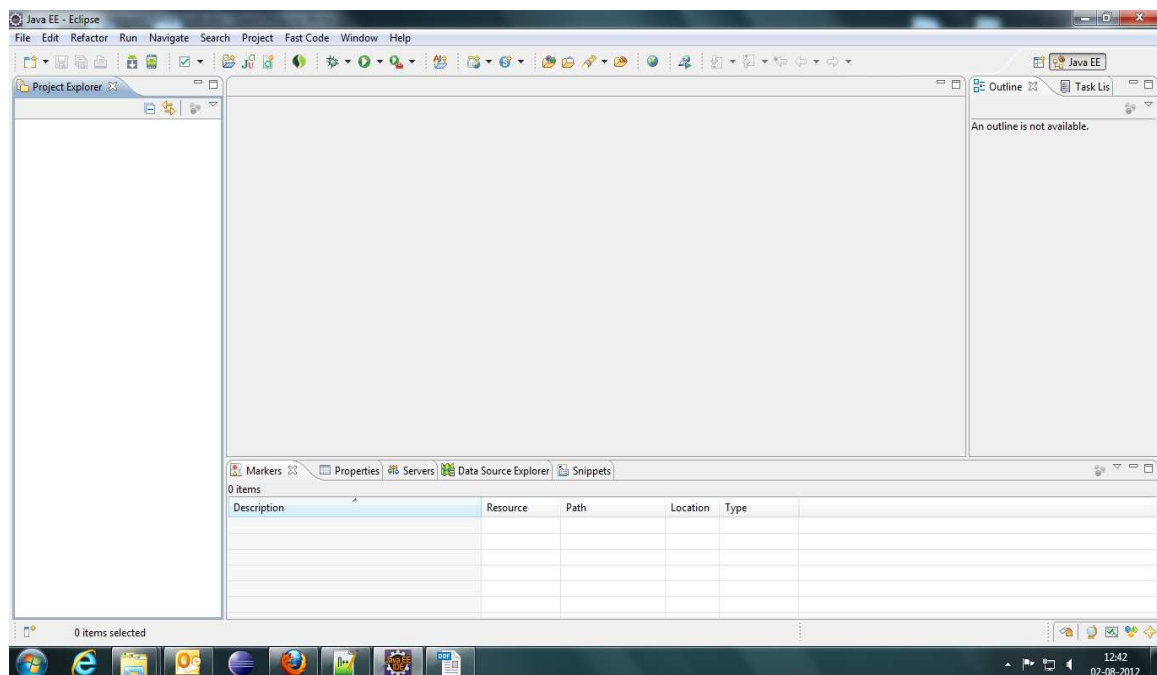 Java EE - Eclipse
File Edit Refactor Run Navigate Search Project Fast Code Window Help
Java EE
Project Explorer
Outline Task Lis
An outline is not available.
Markers Properties Servers Data Source Explorer Snippets
0 items
Description Resource Path Location Type
0 items selected
12:42
02-08-2012